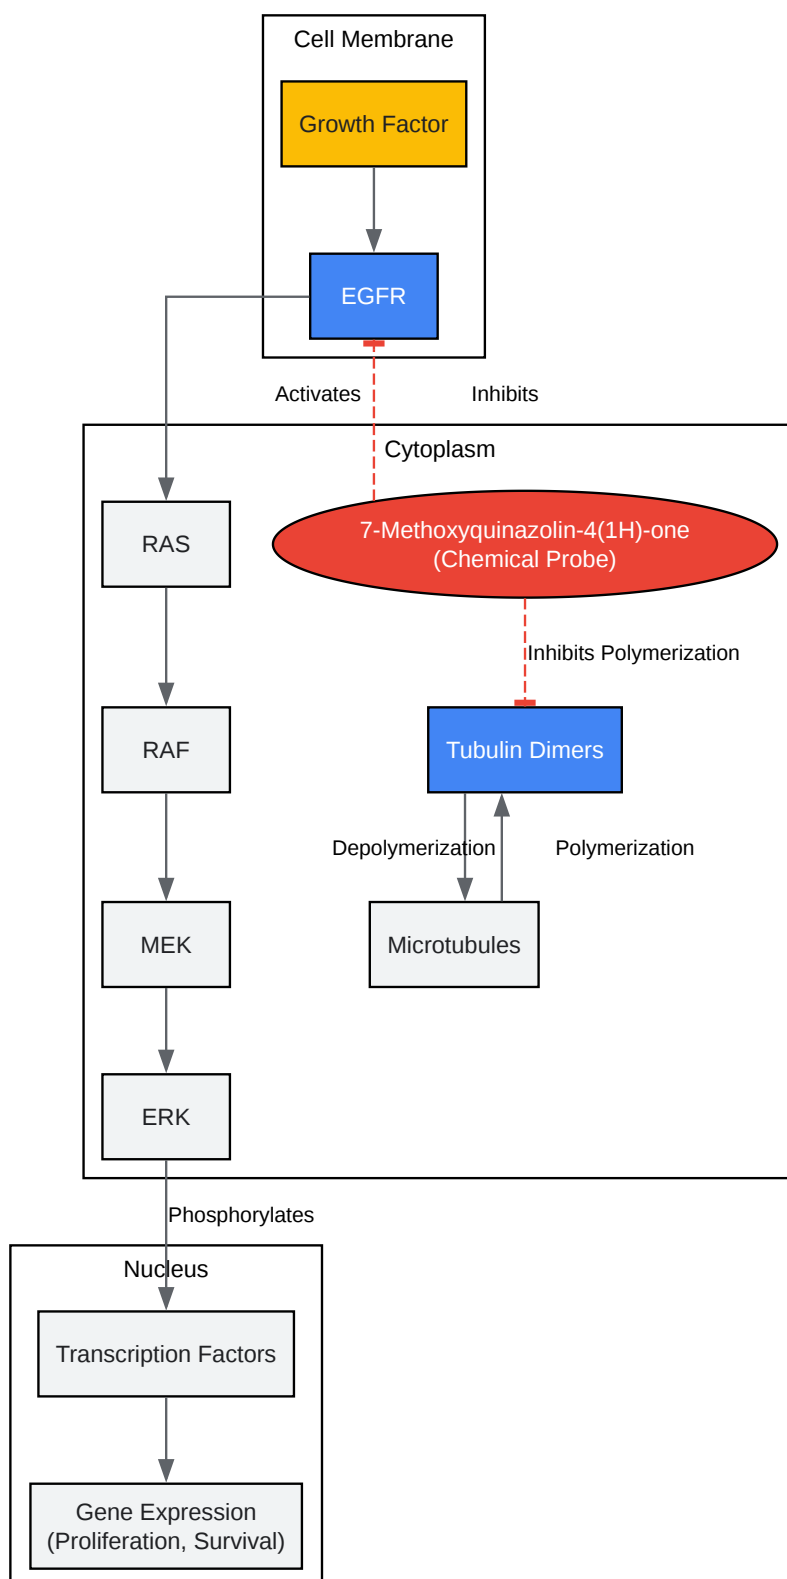 Cell Membrane
Growth Factor
EGFR
Activates
Inhibits
Cytoplasm
RAS
7-Methoxyquinazolin-4(1H)-one
(Chemical Probe)
Inhibits Polymerization
RAF
Tubulin Dimers
Depolymerization
Polymerization
MEK
Microtubules
ERK
Phosphorylates
Nucleus
Transcription Factors
Gene Expression
(Proliferation, Survival)